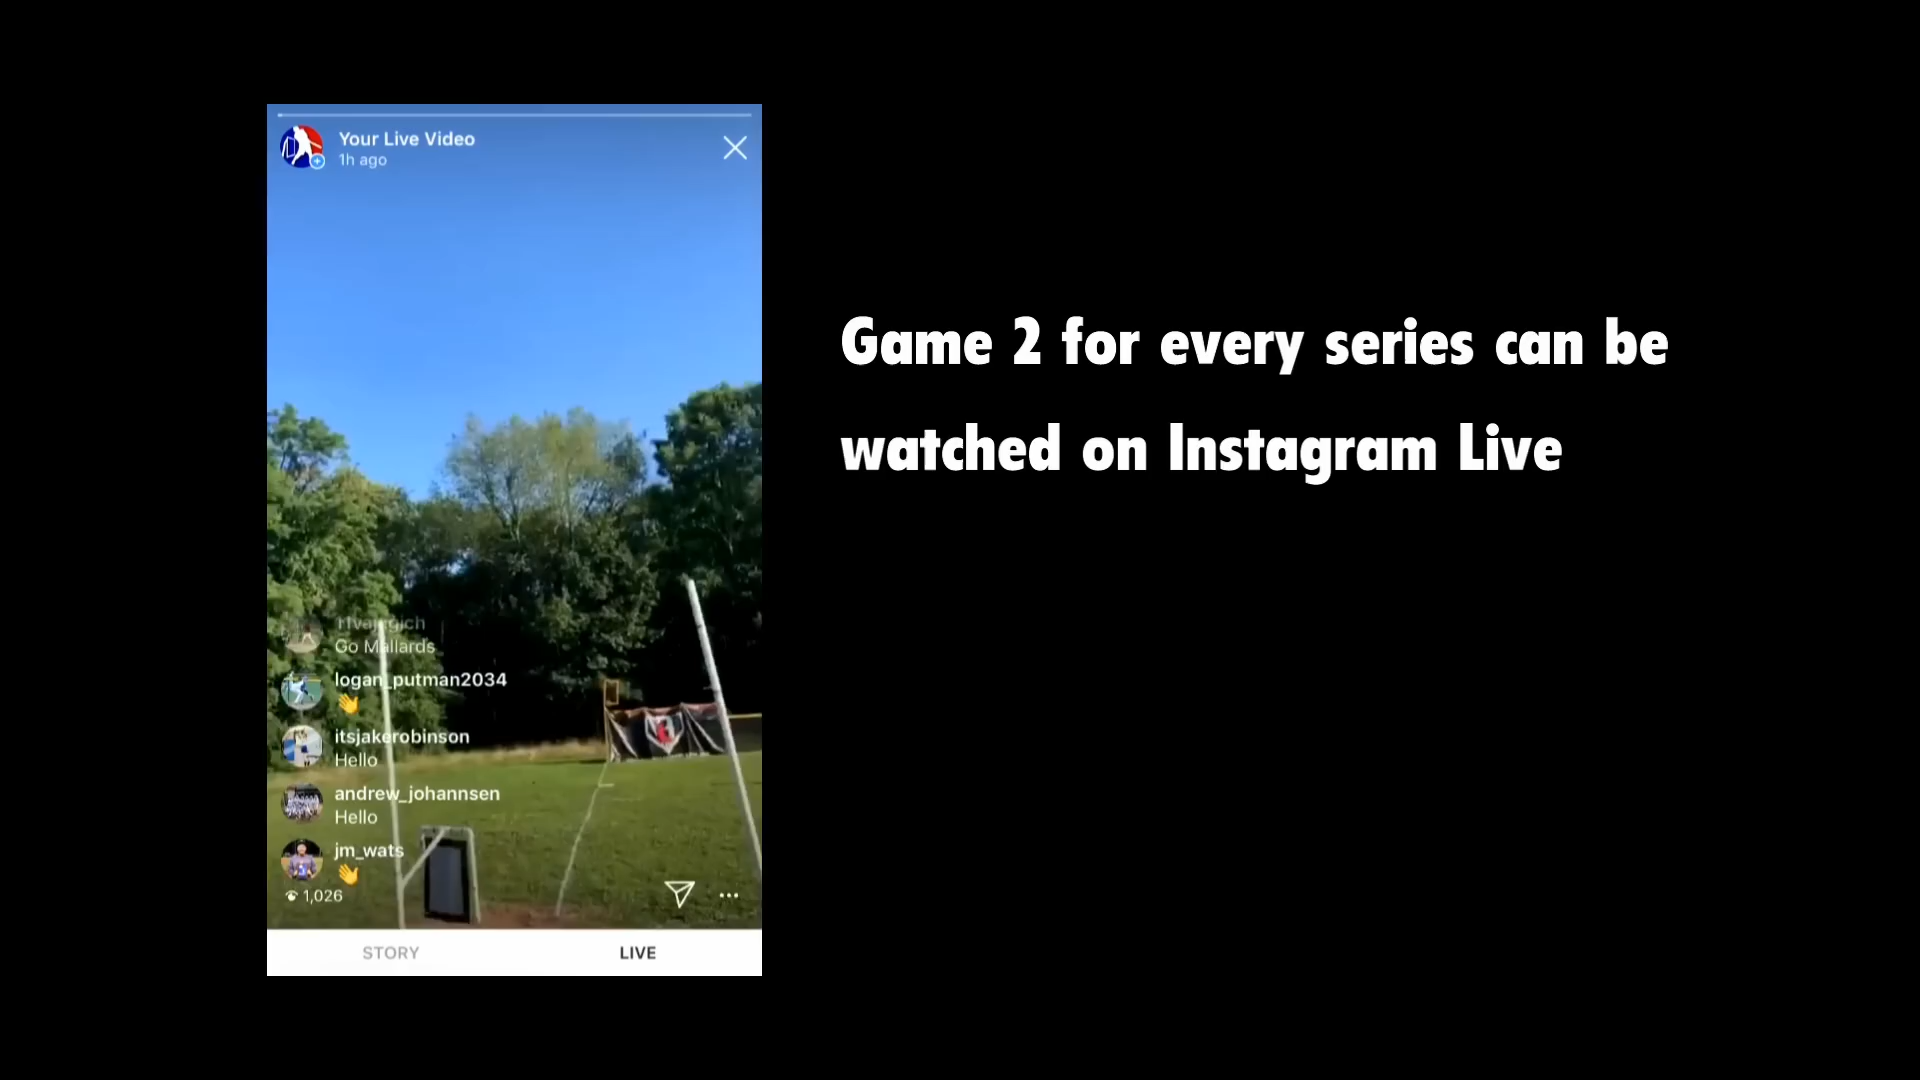 Your Live Video
1h ago
Go Mallards
logan_putman2034
itsjakerobinson
Hello
andrew_johannsen
Hello
jm_wats
1,026
STORY
LIVE
Game 2 for every series can be
watched on Instagram Live